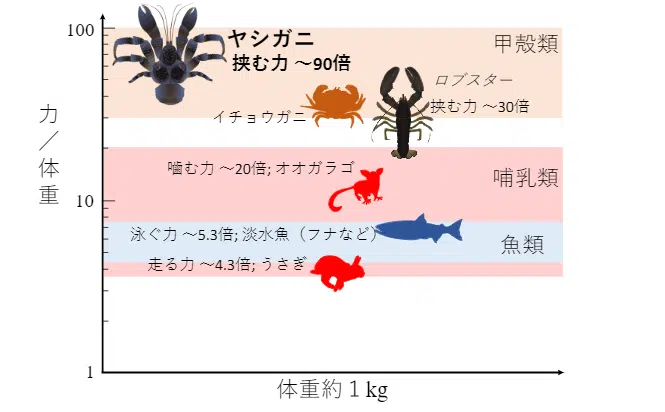 100
ヤシガニ
挟む力 ～90倍
甲殻類
ロブスター
挟む力 ～30倍
イチョウガニ
力／体重
噛む力 ～20倍; オオガラゴ
哺乳類
10
泳ぐ力 ～5.3倍; 淡水魚（フナなど）
魚類
走る力 ～4.3倍; うさぎ
1
体重約１kg